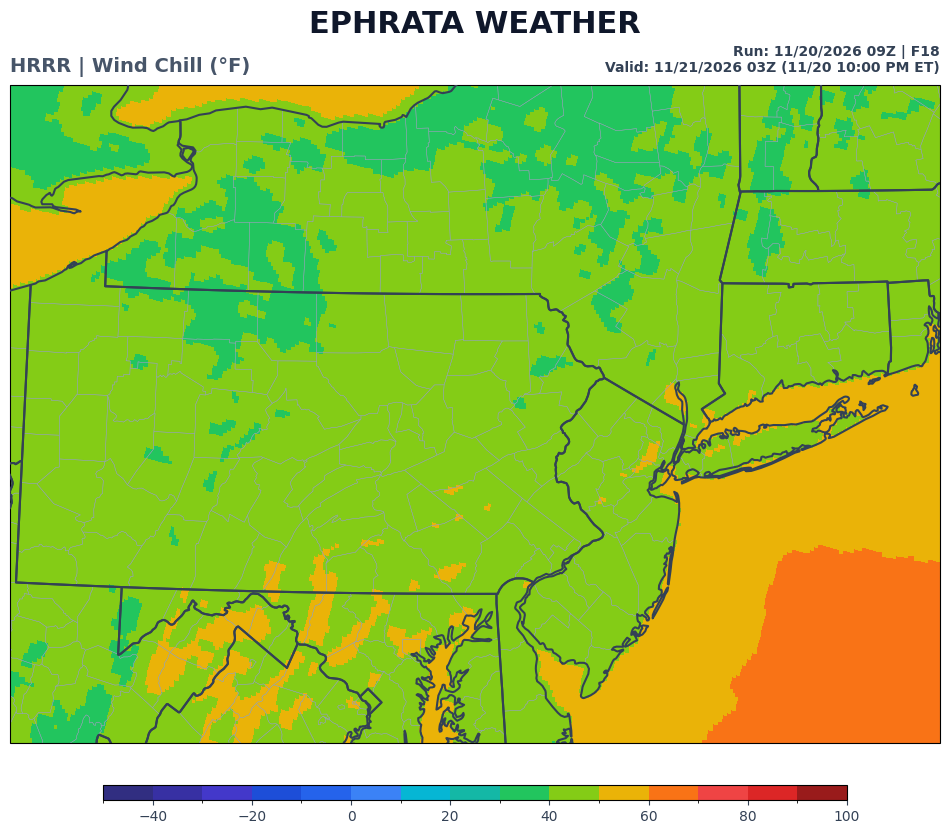 EPHRATA WEATHER
HRRR | Wind Chill (°F)
Run: 11/20/2026 09Z | F18
Valid: 11/21/2026 03Z (11/20 10:00 PM ET)
−40 −20 0 20 40 60 80 100